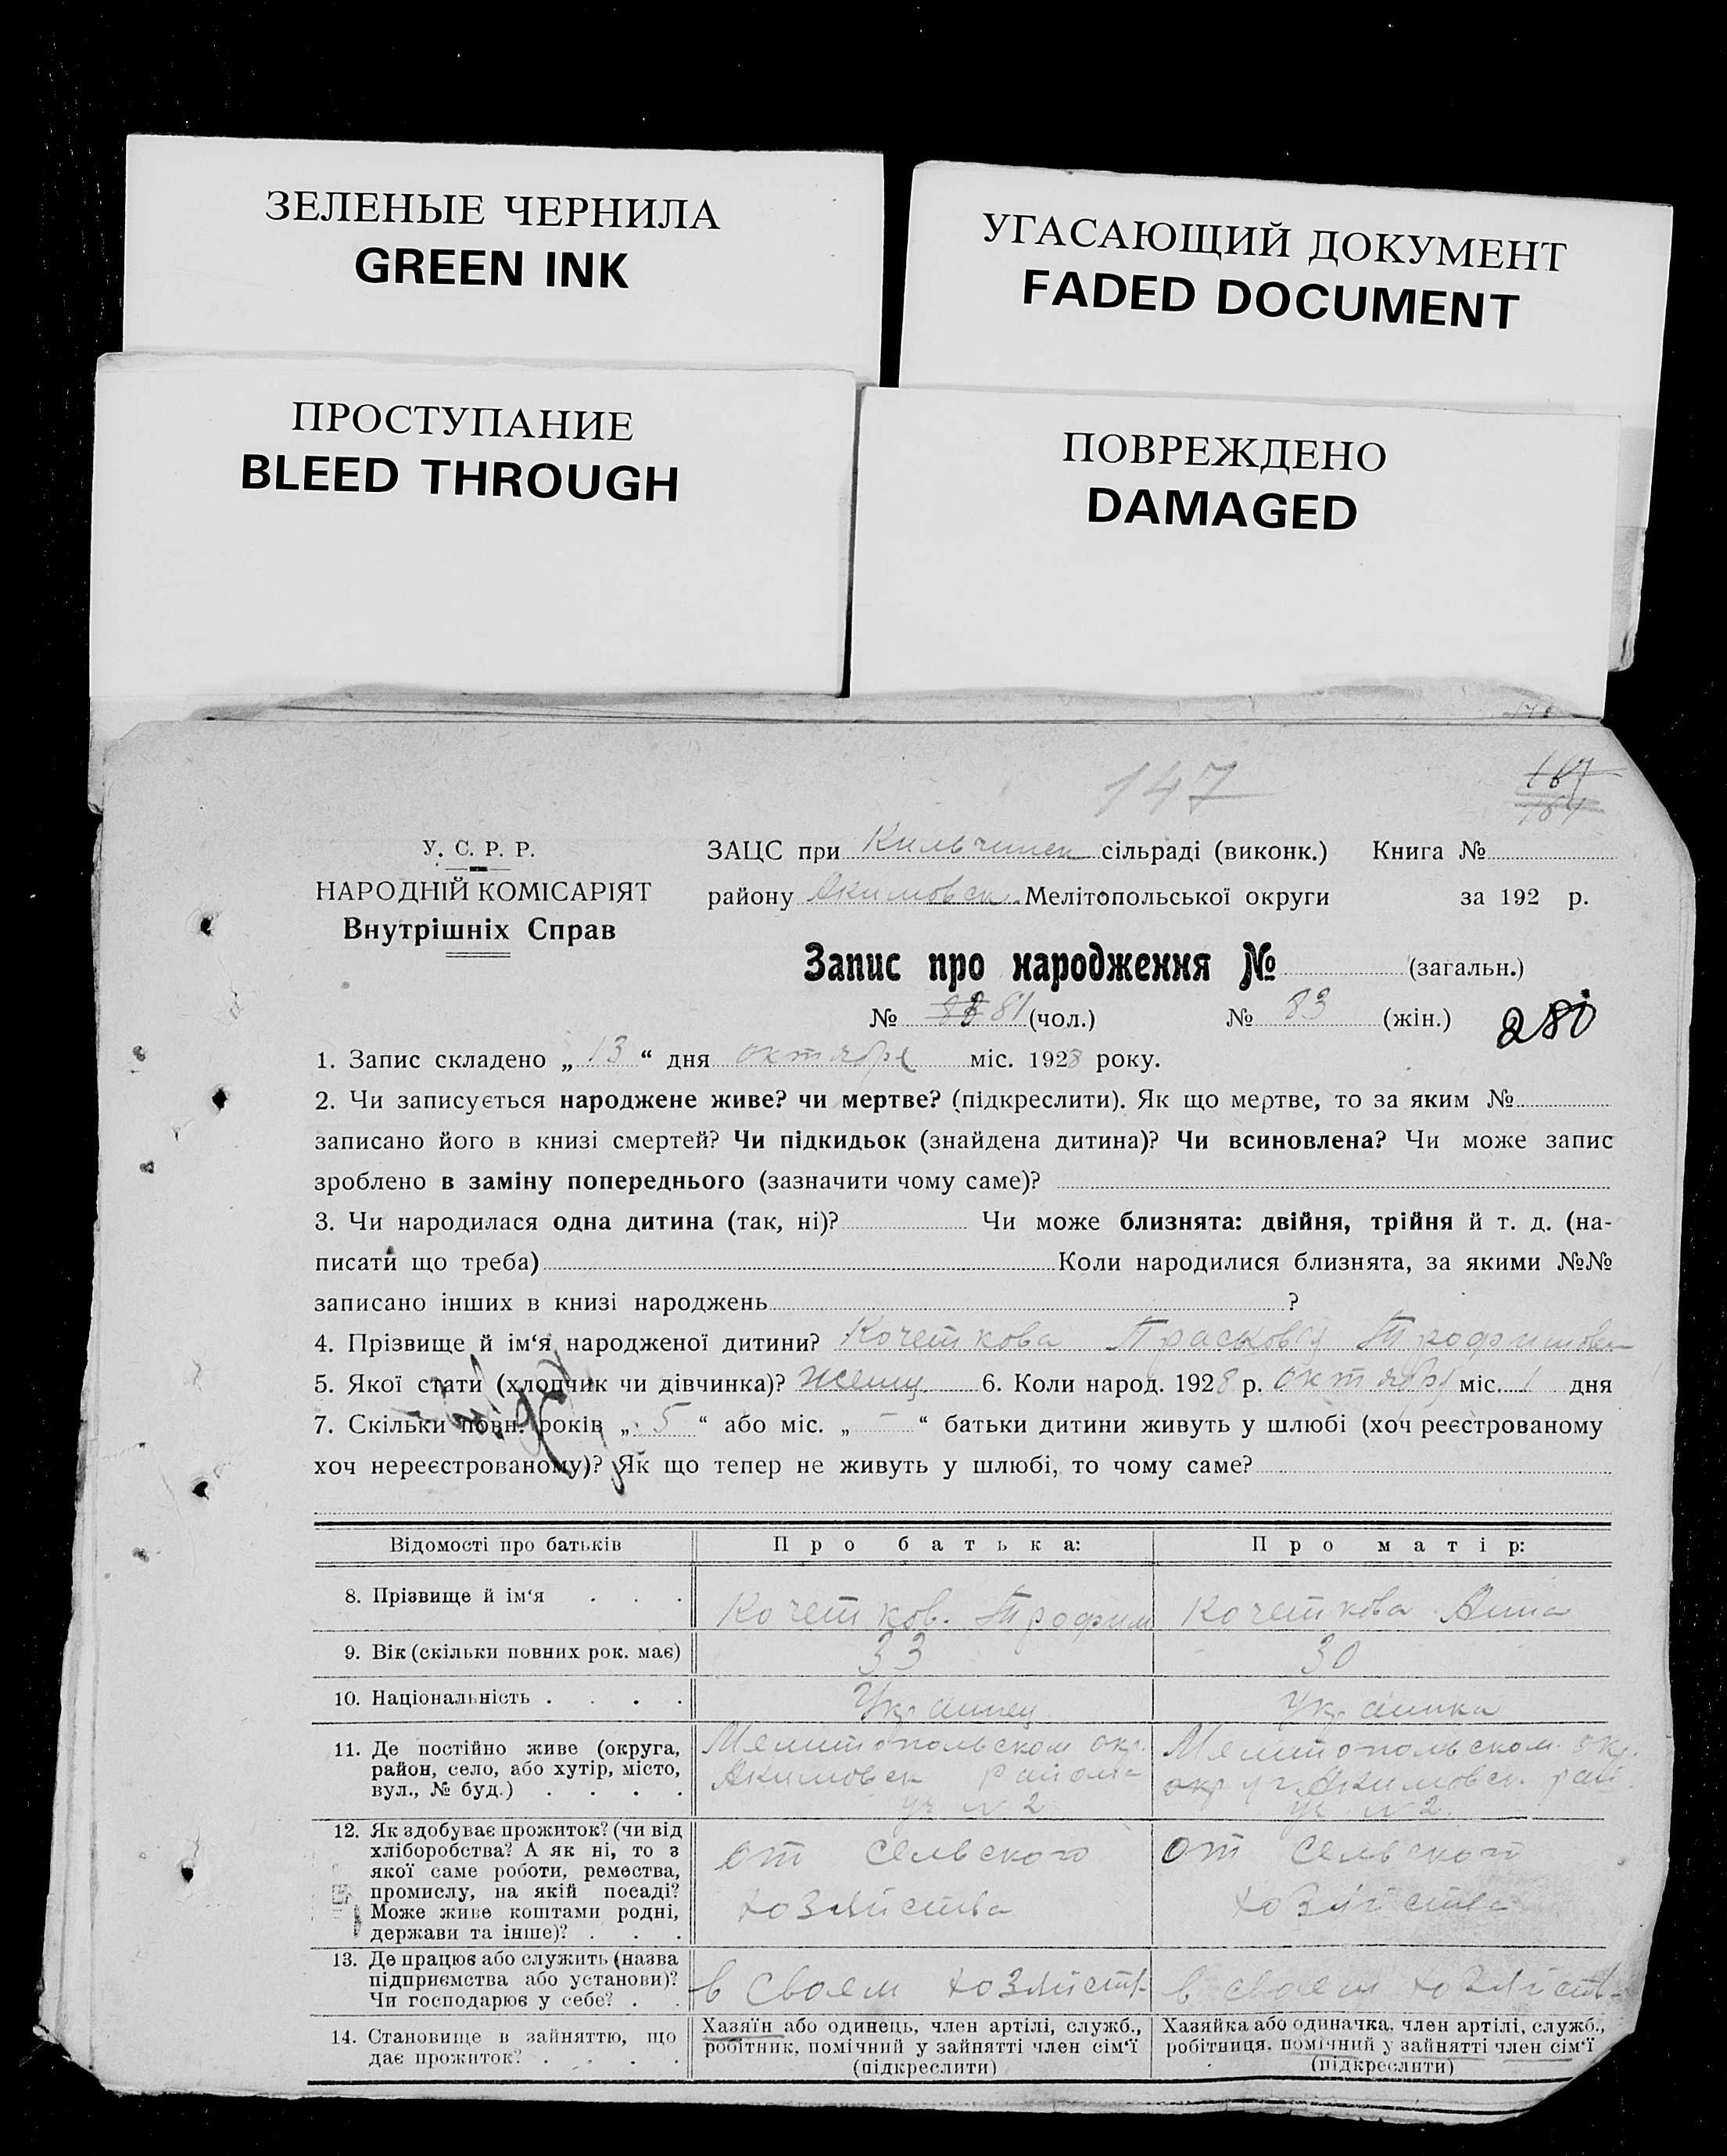 ЗЕЛЕНЫЕ ЧЕРНИЛА
GREEN INK
УГАСАЮЩИЙ ДОКУМЕНТ
FADED DOCUMENT
ПРОСТУПАНИЕ
BLEED THROUGH
ПОВРЕЖДЕНО
DAMAGED
147
У. С. Р. Р.
НАРОДНІЙ КОМІСАРІЯТ
Внутрішніх Справ
ЗАЦС при Кильчинск сільраді (виконк.) Книга №
району Акимовск. Мелітопольської округи за 192 р.
Запис про народження № (загальн.)
№ 81 (чол.) № 83 (жін.) 280
1. Запис складено „ 13 “ дня октября міс. 1928 року.
2. Чи записується народжене живе? чи мертве? (підкреслити). Як що мертве, то за яким №
записано його в книзі смертей? Чи підкидьок (знайдена дитина)? Чи всиновлена? Чи може запис
зроблено в заміну попереднього (зазначити чому саме)?
3. Чи народилася одна дитина (так, ні)? Чи може близнята: двійня, трійня й т. д. (на-
писати що треба) Коли народилися близнята, за якими №№
записано інших в книзі народжень ?
4. Прізвище й ім‘я народженої дитини? Кочеткова Прасковя Трофимовн
5. Якої стати (хлопчик чи дівчинка)? женщ. 6. Коли народ. 1928 р. октября міс. 1 дня
7. Скільки повн. років „ 5 “ або міс. „ – “ батьки дитини живуть у шлюбі (хоч реєстрованому
хоч нереєстрованому)? Як що тепер не живуть у шлюбі, то чому саме?
Відомості про батьків Про батька: Про матір:
8. Прізвище й ім‘я . . . Кочетков. Трофим Кочеткова Анна
9. Вік (скільки повних рок. має) 33 30
10. Національність . . . . Украинец Украинка
11. Де постійно живе (округа,
район, село, або хутір, місто,
вул., № буд.) . . . .
Мелитопольском окр.
Акимовск района
уч N 2
Мелитопольском. окр.
Акимовск. рай
уч N 2.
12. Як здобуває прожиток? (чи від
хліборобства? А як ні, то з
якої саме роботи, ремества,
промислу, на якій посаді?
Може живе коштами родні,
держави та інше)? . . .
от сельского
хозяйства
от сельского
хозяйства
13. Де працює або служить (назва
підприємства або установи)?
Чи господарює у себе? . .
в своем хозяйств.
в своем хозяйств.
14. Становище в зайняттю, що
дає прожиток? . . . .
Хазяїн або одинець, член артілі, служб.,
робітник, помічний у зайнятті член сім‘ї
(підкреслити)
Хазяйка або одиначка, член артілі, служб.,
робітниця, помічний у зайнятті член сім‘ї
(підкреслити)